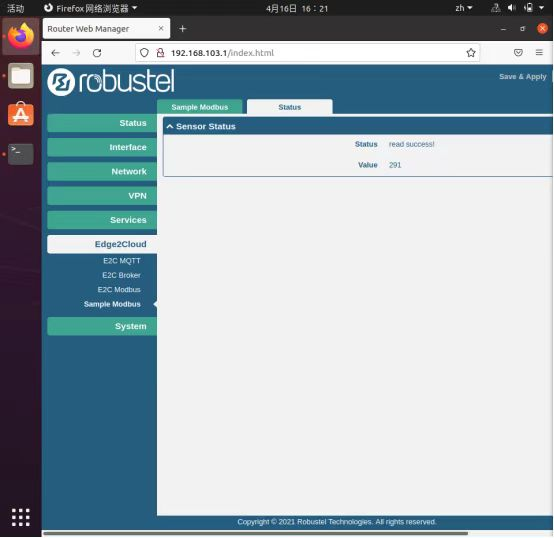 活动
Firefox 网络浏览器
4月16日 16：21
zh
Router Web Manager
192.168.103.1/index.html
robustel
Save & Apply
Sample Modbus
Status
Status
Interface
Network
VPN
Services
Edge2Cloud
E2C MQTT
E2C Broker
E2C Modbus
Sample Modbus
System
Sensor Status
Status read success!
Value 291
Copyright © 2021 Robustel Technologies. All rights reserved.